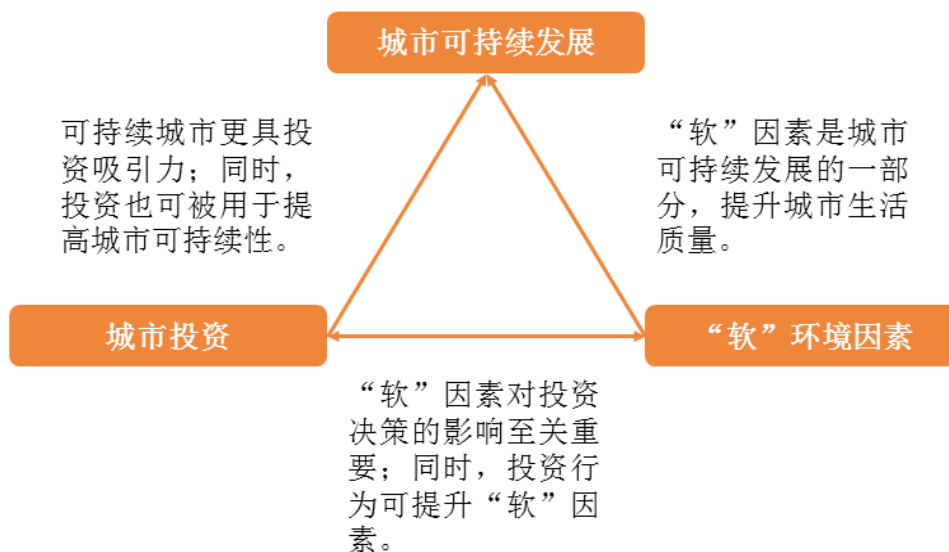 城市可持续发展
可持续城市更具投
资吸引力；同时，
投资也可被用于提
高城市可持续性。
“软”因素是城市
可持续发展的一部
分，提升城市生活
质量。
城市投资
“软”环境因素
“软”因素对投资
决策的影响至关重
要；同时，投资行
为可提升“软”因
素。